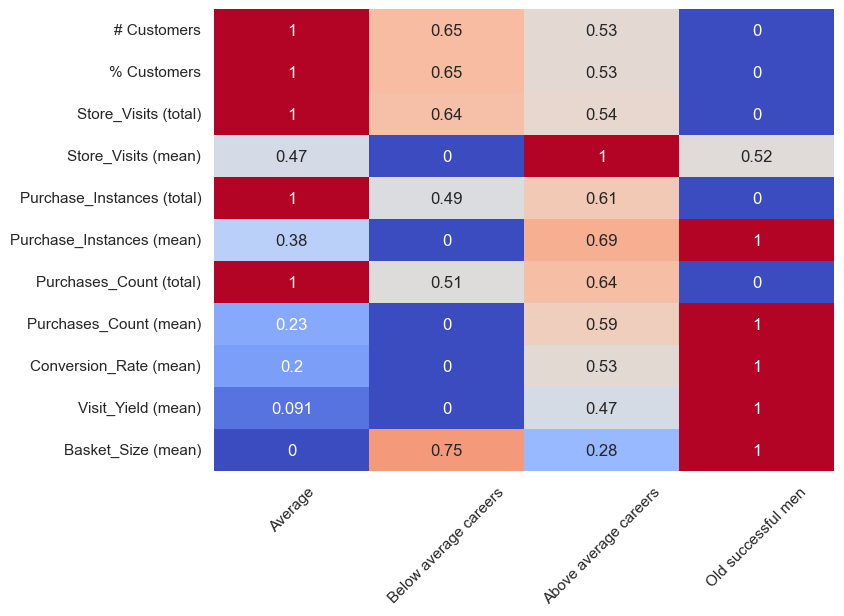 # Customers 1 0.65 0.53 0
% Customers 1 0.65 0.53 0
Store_Visits (total) 1 0.64 0.54 0
Store_Visits (mean) 0.47 0 1 0.52
Purchase_Instances (total) 1 0.49 0.61 0
Purchase_Instances (mean) 0.38 0 0.69 1
Purchases_Count (total) 1 0.51 0.64 0
Purchases_Count (mean) 0.23 0 0.59 1
Conversion_Rate (mean) 0.2 0 0.53 1
Visit_Yield (mean) 0.091 0 0.47 1
Basket_Size (mean) 0 0.75 0.28 1
Average
Below average careers
Above average careers
Old successful men